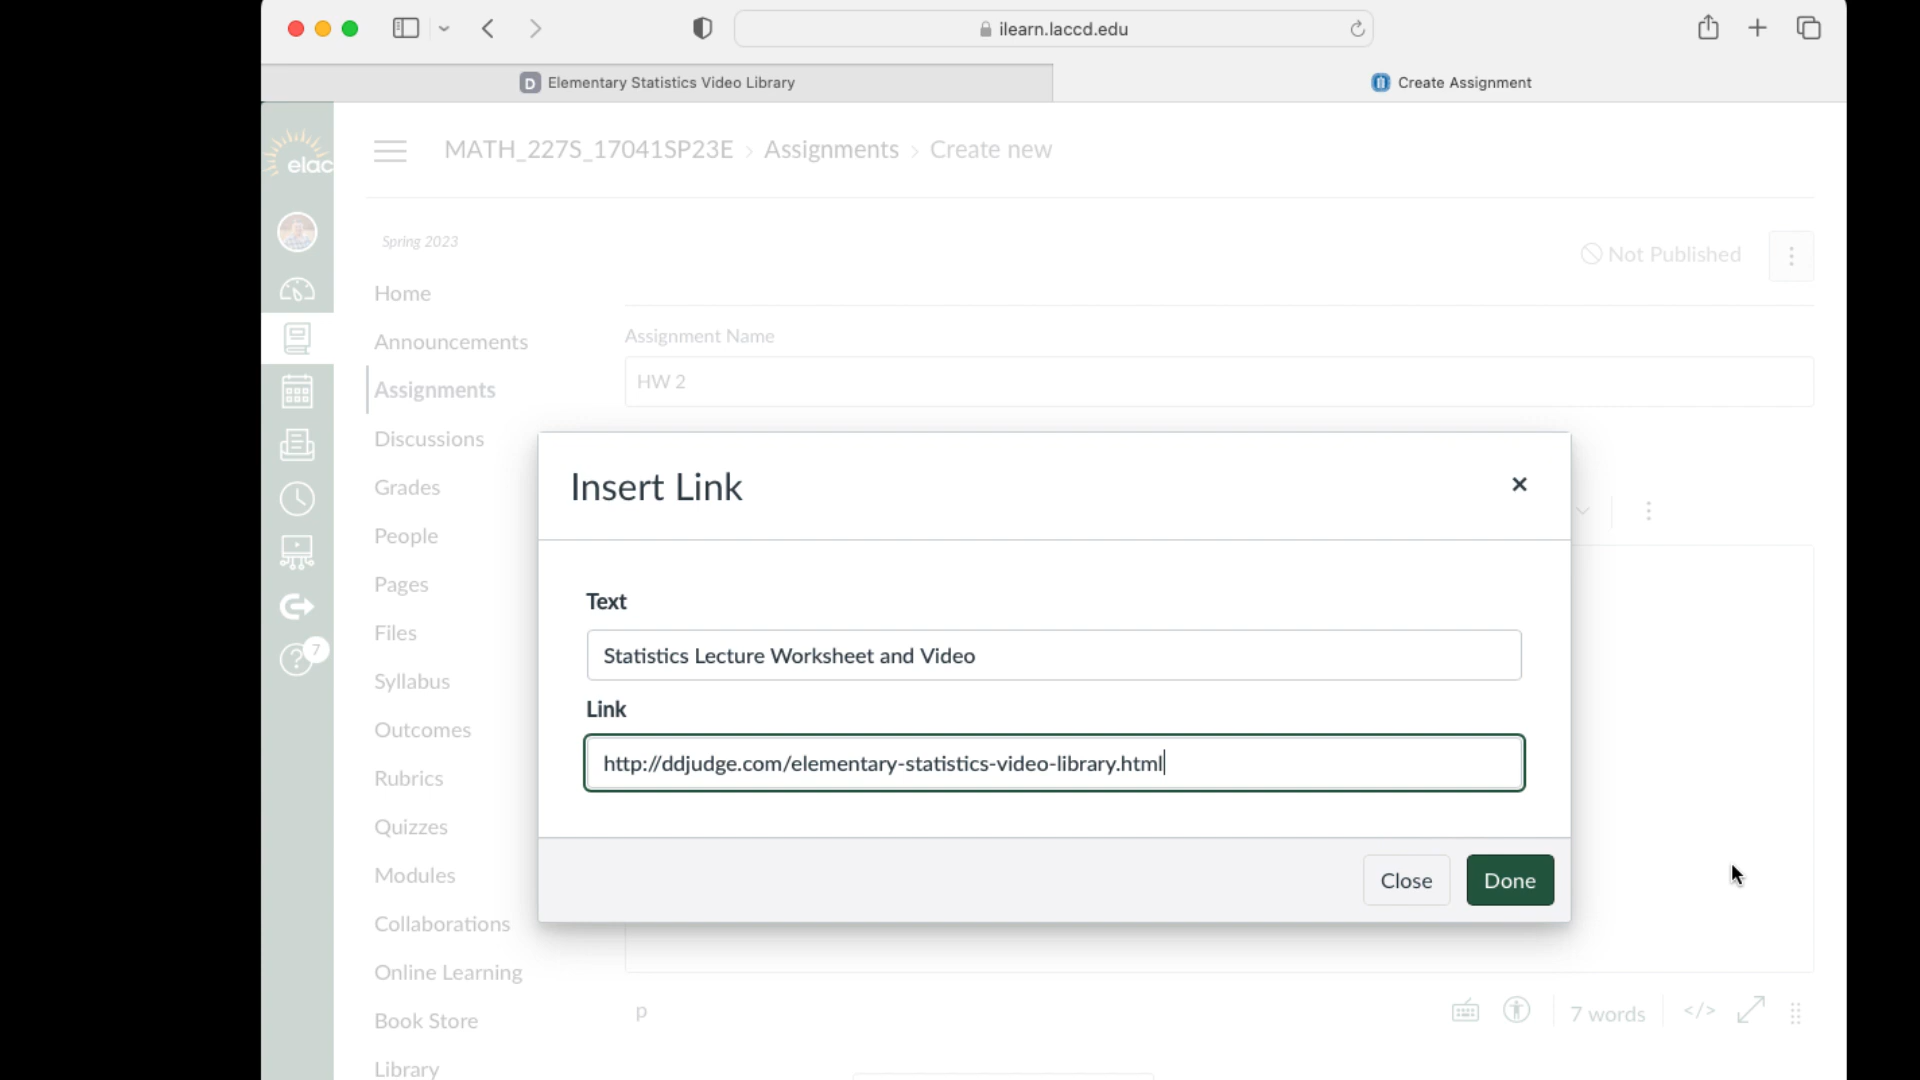 ilearn.laccd.edu
D Elementary Statistics Video Library
Create Assignment
elac
MATH_227S_17041SP23E › Assignments › Create new
Spring 2023
Not Published
Home
Announcements
Assignments
Discussions
Grades
People
Pages
Files
Syllabus
Outcomes
Rubrics
Quizzes
Modules
Collaborations
Online Learning
Book Store
Library
7
Assignment Name
HW 2
Insert Link
Text
Statistics Lecture Worksheet and Video
Link
http://ddjudge.com/elementary-statistics-video-library.html
Close
Done
p
7 words
</>